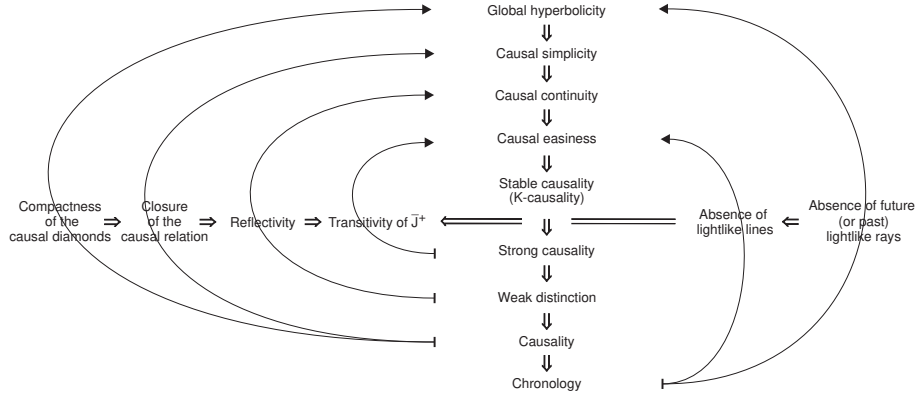 Global hyperbolicity
Causal simplicity
Causal continuity
Causal easiness
Stable causality
(K-causality)
Compactness
of the
causal diamonds
Closure
of the
causal relation
Reflectivity
Transitivity of J̅⁺
Absence of
lightlike lines
Absence of future
(or past)
lightlike rays
Strong causality
Weak distinction
Causality
Chronology